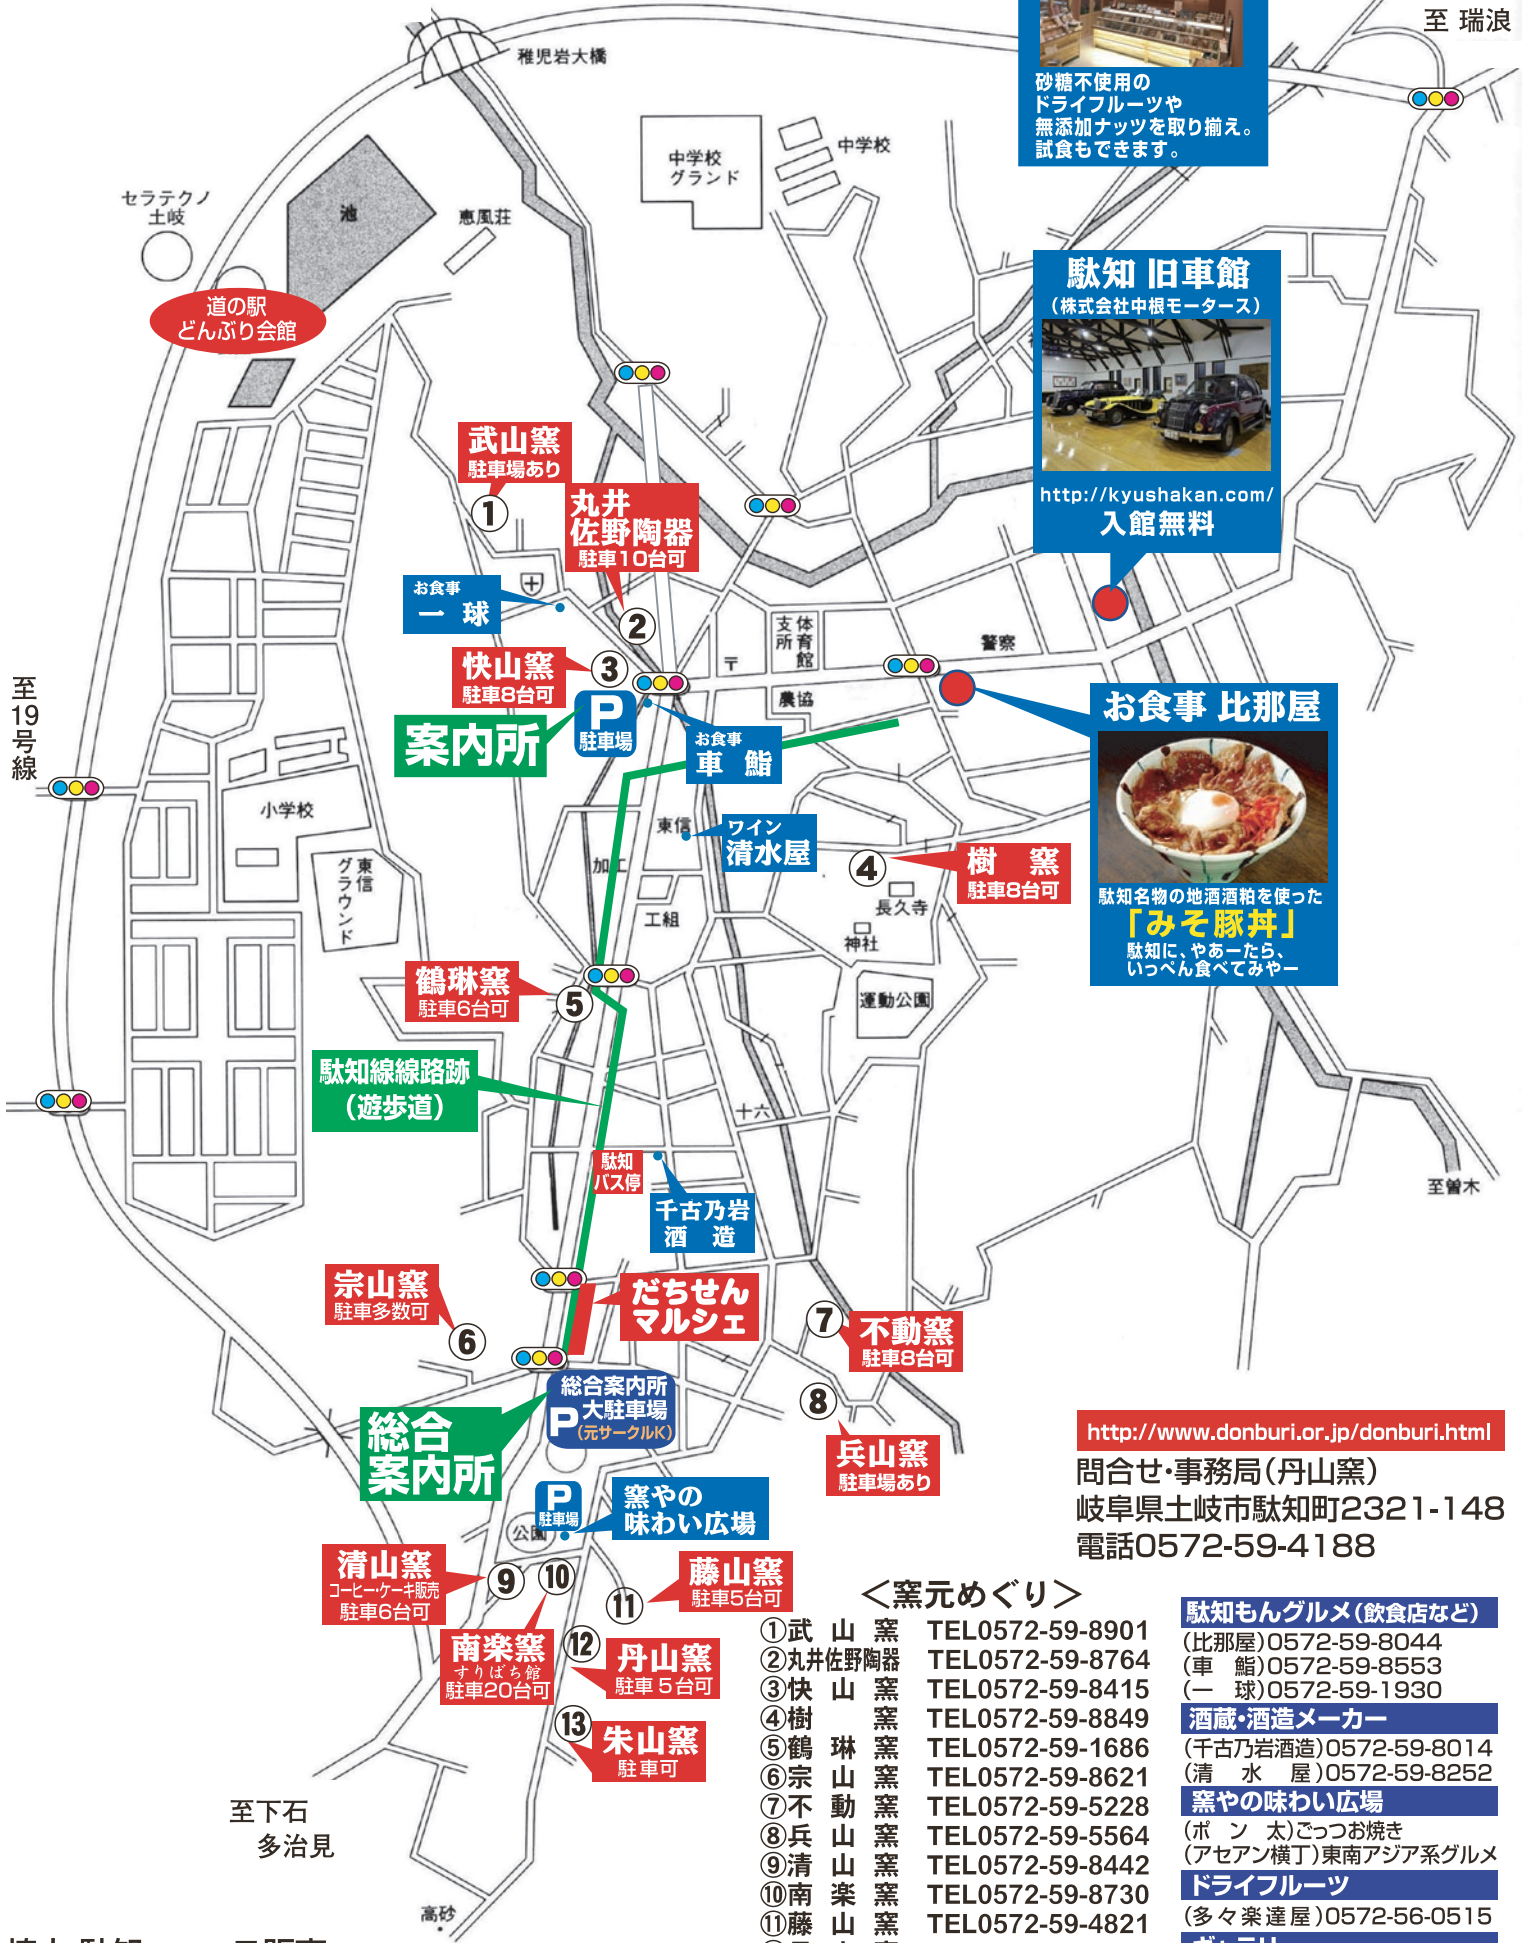 至 瑞浪
稚児岩大橋
砂糖不使用の
ドライフルーツや
無添加ナッツを取り揃え。
試食もできます。
中学校
グランド
中学校
セラテクノ
土岐
池
恵風荘
道の駅
どんぶり会館
駄知 旧車館
(株式会社中根モータース)
http://kyushakan.com/
入館無料
武山窯
駐車場あり
①
丸井
佐野陶器
駐車10台可
②
お食事
一 球
快山窯
駐車8台可
③
P
駐車場
案内所
〒
支所
体育館
農協
警察
お食事
車 鮨
お食事 比那屋
駄知名物の地酒酒粕を使った
「みそ豚丼」
駄知に、やあーたら、
いっぺん食べてみやー
至19号線
小学校
東信
グラウンド
東信
ワイン
清水屋
加工
工組
④
樹 窯
駐車8台可
長久寺
神社
運動公園
鶴琳窯
駐車6台可
⑤
駄知線線路跡
(遊歩道)
十六
駄知
バス停
千古乃岩
酒 造
至曽木
宗山窯
駐車多数可
⑥
だちせん
マルシェ
⑦
不動窯
駐車8台可
⑧
兵山窯
駐車場あり
総合案内所
P大駐車場
(元サークルK)
総合
案内所
P
駐車場
窯やの
味わい広場
公園
清山窯
コーヒー・ケーキ販売
駐車6台可
⑨
⑩
⑪
藤山窯
駐車5台可
南楽窯
すりばち館
駐車20台可
⑫
丹山窯
駐車5台可
⑬
朱山窯
駐車可
至下石
多治見
高砂
http://www.donburi.or.jp/donburi.html
問合せ・事務局(丹山窯)
岐阜県土岐市駄知町2321-148
電話0572-59-4188
＜窯元めぐり＞
①武山窯 TEL0572-59-8901
②丸井佐野陶器 TEL0572-59-8764
③快山窯 TEL0572-59-8415
④樹窯 TEL0572-59-8849
⑤鶴琳窯 TEL0572-59-1686
⑥宗山窯 TEL0572-59-8621
⑦不動窯 TEL0572-59-5228
⑧兵山窯 TEL0572-59-5564
⑨清山窯 TEL0572-59-8442
⑩南楽窯 TEL0572-59-8730
⑪藤山窯 TEL0572-59-4821
駄知もんグルメ(飲食店など)
(比那屋)0572-59-8044
(車 鮨)0572-59-8553
(一 球)0572-59-1930
酒蔵・酒造メーカー
(千古乃岩酒造)0572-59-8014
(清 水 屋)0572-59-8252
窯やの味わい広場
(ポ ン 太)ごっつお焼き
(アセアン横丁)東南アジア系グルメ
ドライフルーツ
(多々楽達屋)0572-56-0515